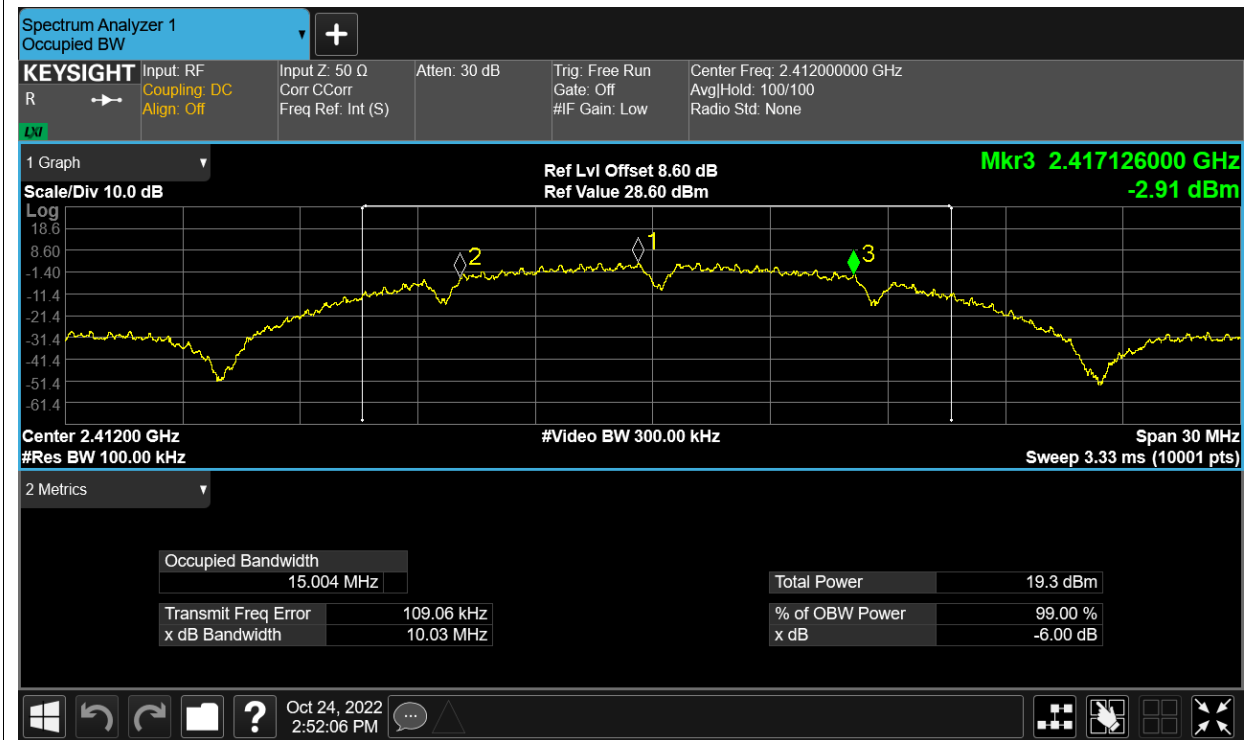 Spectrum Analyzer 1
Occupied BW
+
KEYSIGHT
R
LXI
Input: RF
Coupling: DC
Align: Off
Input Z: 50 Ω
Corr CCorr
Freq Ref: Int (S)
Atten: 30 dB
Trig: Free Run
Gate: Off
#IF Gain: Low
Center Freq: 2.412000000 GHz
Avg|Hold: 100/100
Radio Std: None
1 Graph
Scale/Div 10.0 dB
Ref Lvl Offset 8.60 dB
Ref Value 28.60 dBm
Mkr3 2.417126000 GHz
-2.91 dBm
Log
18.6
8.60
-1.40
-11.4
-21.4
-31.4
-41.4
-51.4
-61.4
2
1
3
Center 2.41200 GHz
#Res BW 100.00 kHz
#Video BW 300.00 kHz
Span 30 MHz
Sweep 3.33 ms (10001 pts)
2 Metrics
Occupied Bandwidth
15.004 MHz
Total Power 19.3 dBm
Transmit Freq Error 109.06 kHz
% of OBW Power 99.00 %
x dB Bandwidth 10.03 MHz
x dB -6.00 dB
?
Oct 24, 2022
2:52:06 PM